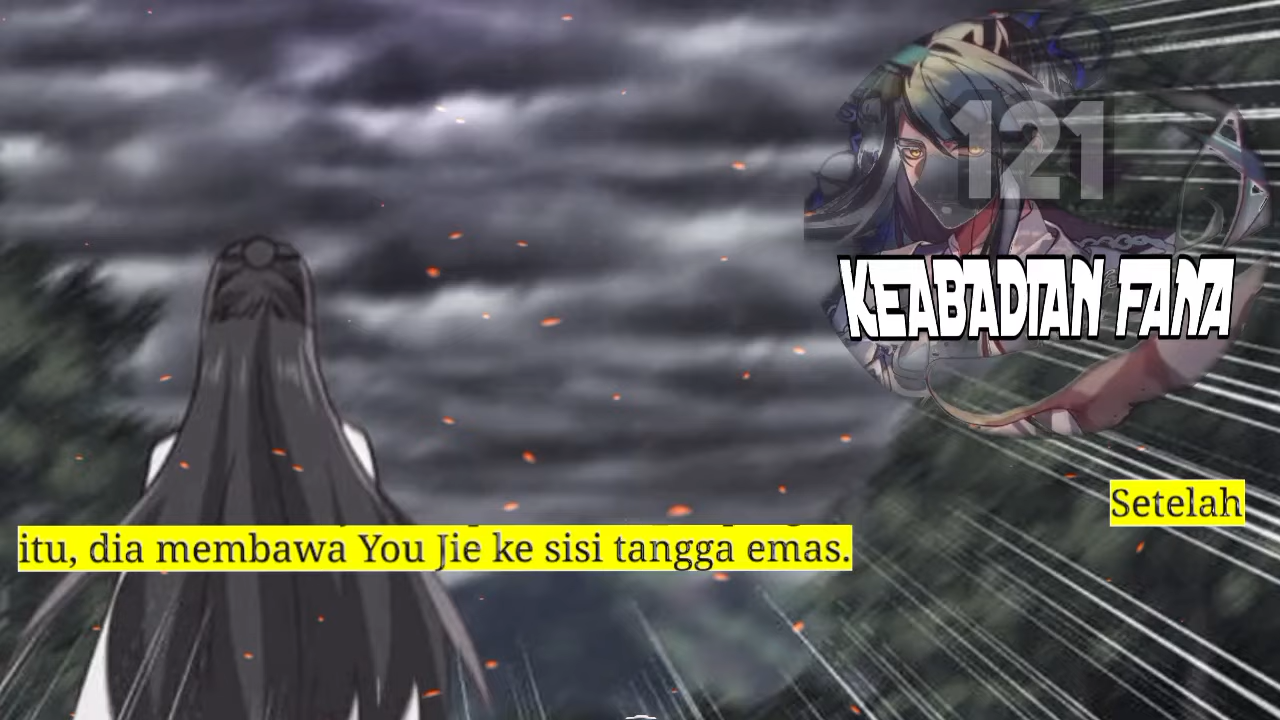 121
KEABADIAN FANA
Setelah
itu, dia membawa You Jie ke sisi tangga emas.